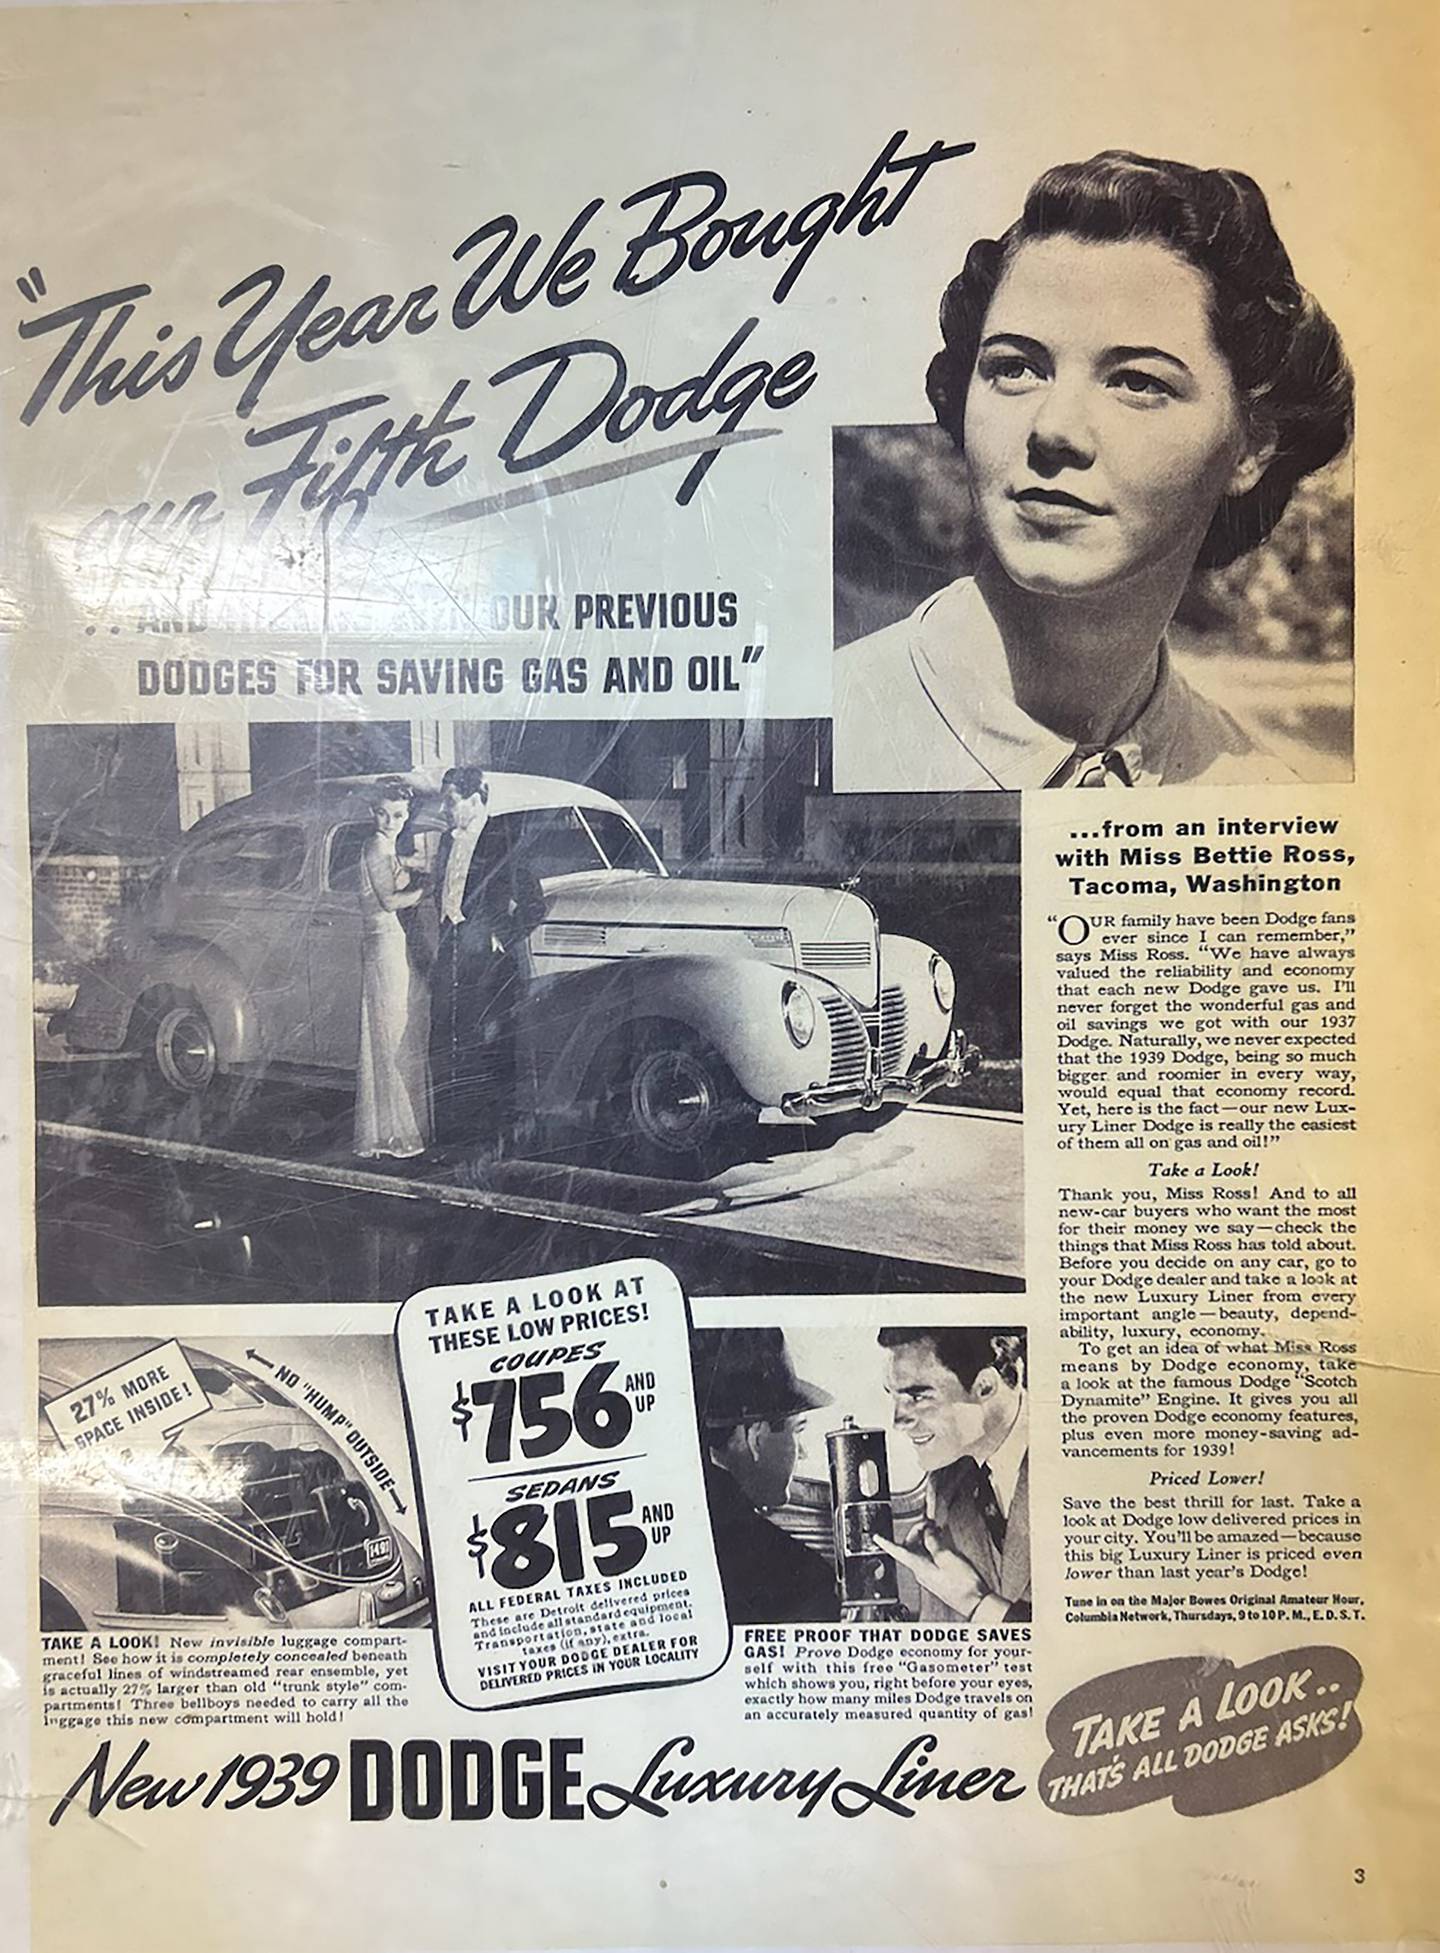 "This Year We Bought
our Fifth Dodge
.. AND IT OUR PREVIOUS
DODGES FOR SAVING GAS AND OIL"
...from an interview
with Miss Bettie Ross,
Tacoma, Washington
"OUR family have been Dodge fans
ever since I can remember,"
says Miss Ross. "We have always
valued the reliability and economy
that each new Dodge gave us. I'll
never forget the wonderful gas and
oil savings we got with our 1937
Dodge. Naturally, we never expected
that the 1939 Dodge, being so much
bigger and roomier in every way,
would equal that economy record.
Yet, here is the fact—our new Lux-
ury Liner Dodge is really the easiest
of them all on gas and oil!"
Take a Look!
Thank you, Miss Ross! And to all
new-car buyers who want the most
for their money we say—check the
things that Miss Ross has told about.
Before you decide on any car, go to
your Dodge dealer and take a look at
the new Luxury Liner from every
important angle—beauty, depend-
ability, luxury, economy.
To get an idea of what Miss Ross
means by Dodge economy, take
a look at the famous Dodge "Scotch
Dynamite" Engine. It gives you all
the proven Dodge economy features,
plus even more money-saving ad-
vancements for 1939!
Priced Lower!
Save the best thrill for last. Take a
look at Dodge low delivered prices in
your city. You'll be amazed—because
this big Luxury Liner is priced even
lower than last year's Dodge!
Tune in on the Major Bowes Original Amateur Hour,
Columbia Network, Thursdays, 9 to 10 P. M., E. D. S. T.
27% MORE
SPACE INSIDE!
NO "HUMP" OUTSIDE
1490
TAKE A LOOK! New invisible luggage compart-
ment! See how it is completely concealed beneath
graceful lines of windstreamed rear ensemble, yet
is actually 27% larger than old "trunk style" com-
partments! Three bellboys needed to carry all the
luggage this new compartment will hold!
TAKE A LOOK AT
THESE LOW PRICES!
COUPES
$756 AND UP
SEDANS
$815 AND UP
ALL FEDERAL TAXES INCLUDED
These are Detroit delivered prices
and include all standard equipment.
Transportation, state and local
taxes (if any), extra.
VISIT YOUR DODGE DEALER FOR
DELIVERED PRICES IN YOUR LOCALITY
FREE PROOF THAT DODGE SAVES
GAS! Prove Dodge economy for your-
self with this free "Gasometer" test
which shows you, right before your eyes,
exactly how many miles Dodge travels on
an accurately measured quantity of gas!
New 1939 DODGE Luxury Liner
TAKE A LOOK..
THAT'S ALL DODGE ASKS!
3